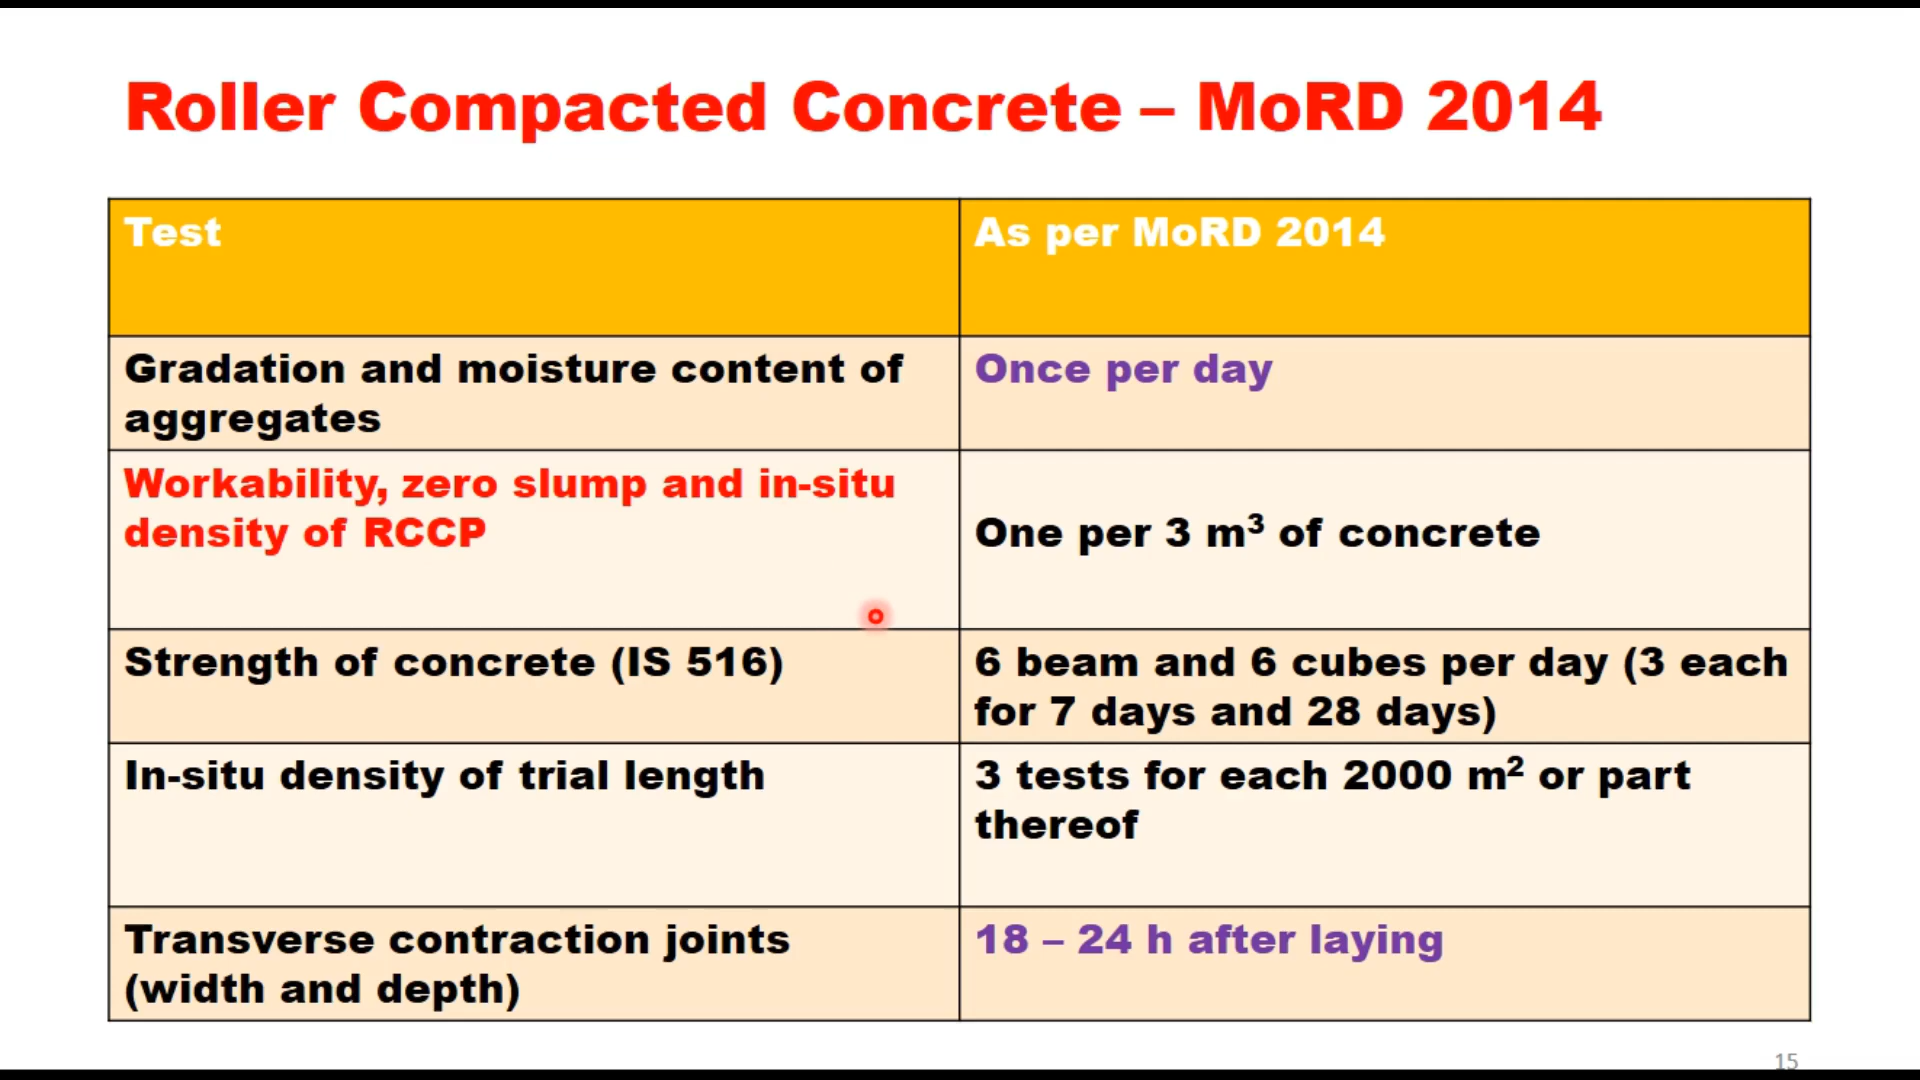 Roller Compacted Concrete – MoRD 2014
Test
As per MoRD 2014
Gradation and moisture content of
aggregates
Once per day
Workability, zero slump and in-situ
density of RCCP
One per 3 m³ of concrete
Strength of concrete (IS 516)
6 beam and 6 cubes per day (3 each
for 7 days and 28 days)
In-situ density of trial length
3 tests for each 2000 m² or part
thereof
Transverse contraction joints
(width and depth)
18 – 24 h after laying
15